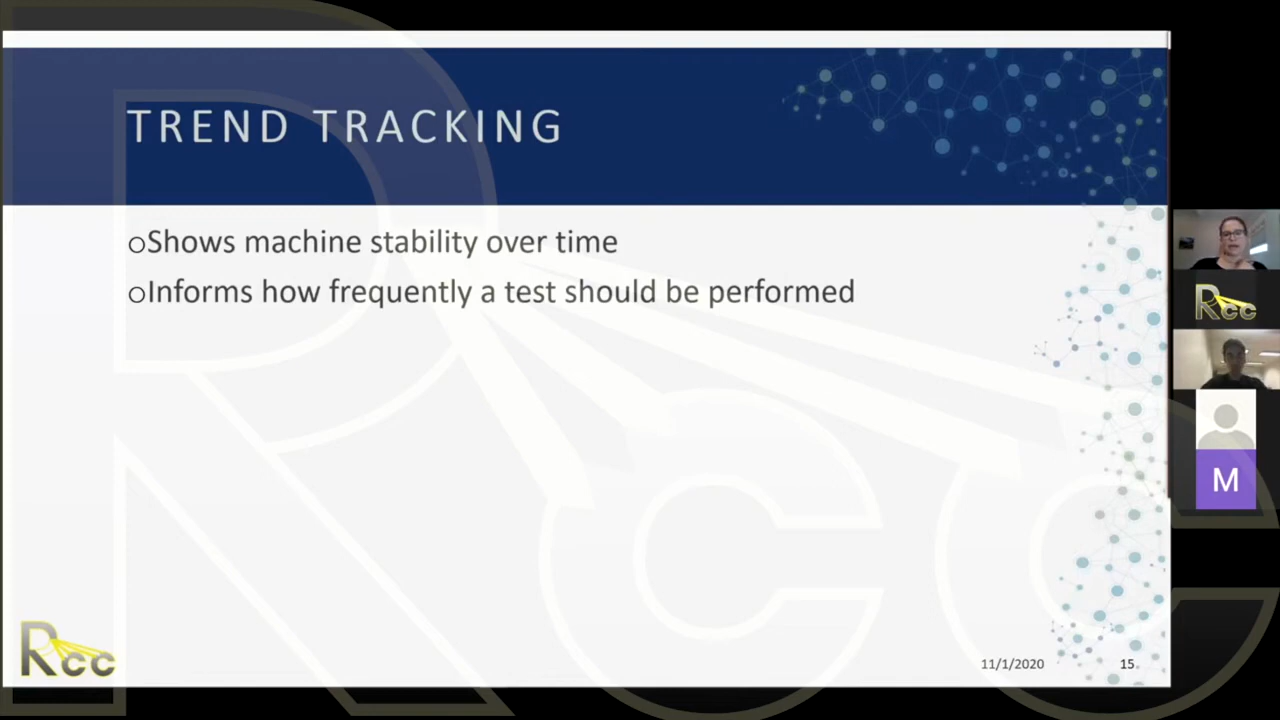 TREND TRACKING
oShows machine stability over time
oInforms how frequently a test should be performed
Rcc
M
Rcc
11/1/2020
15
Rcc